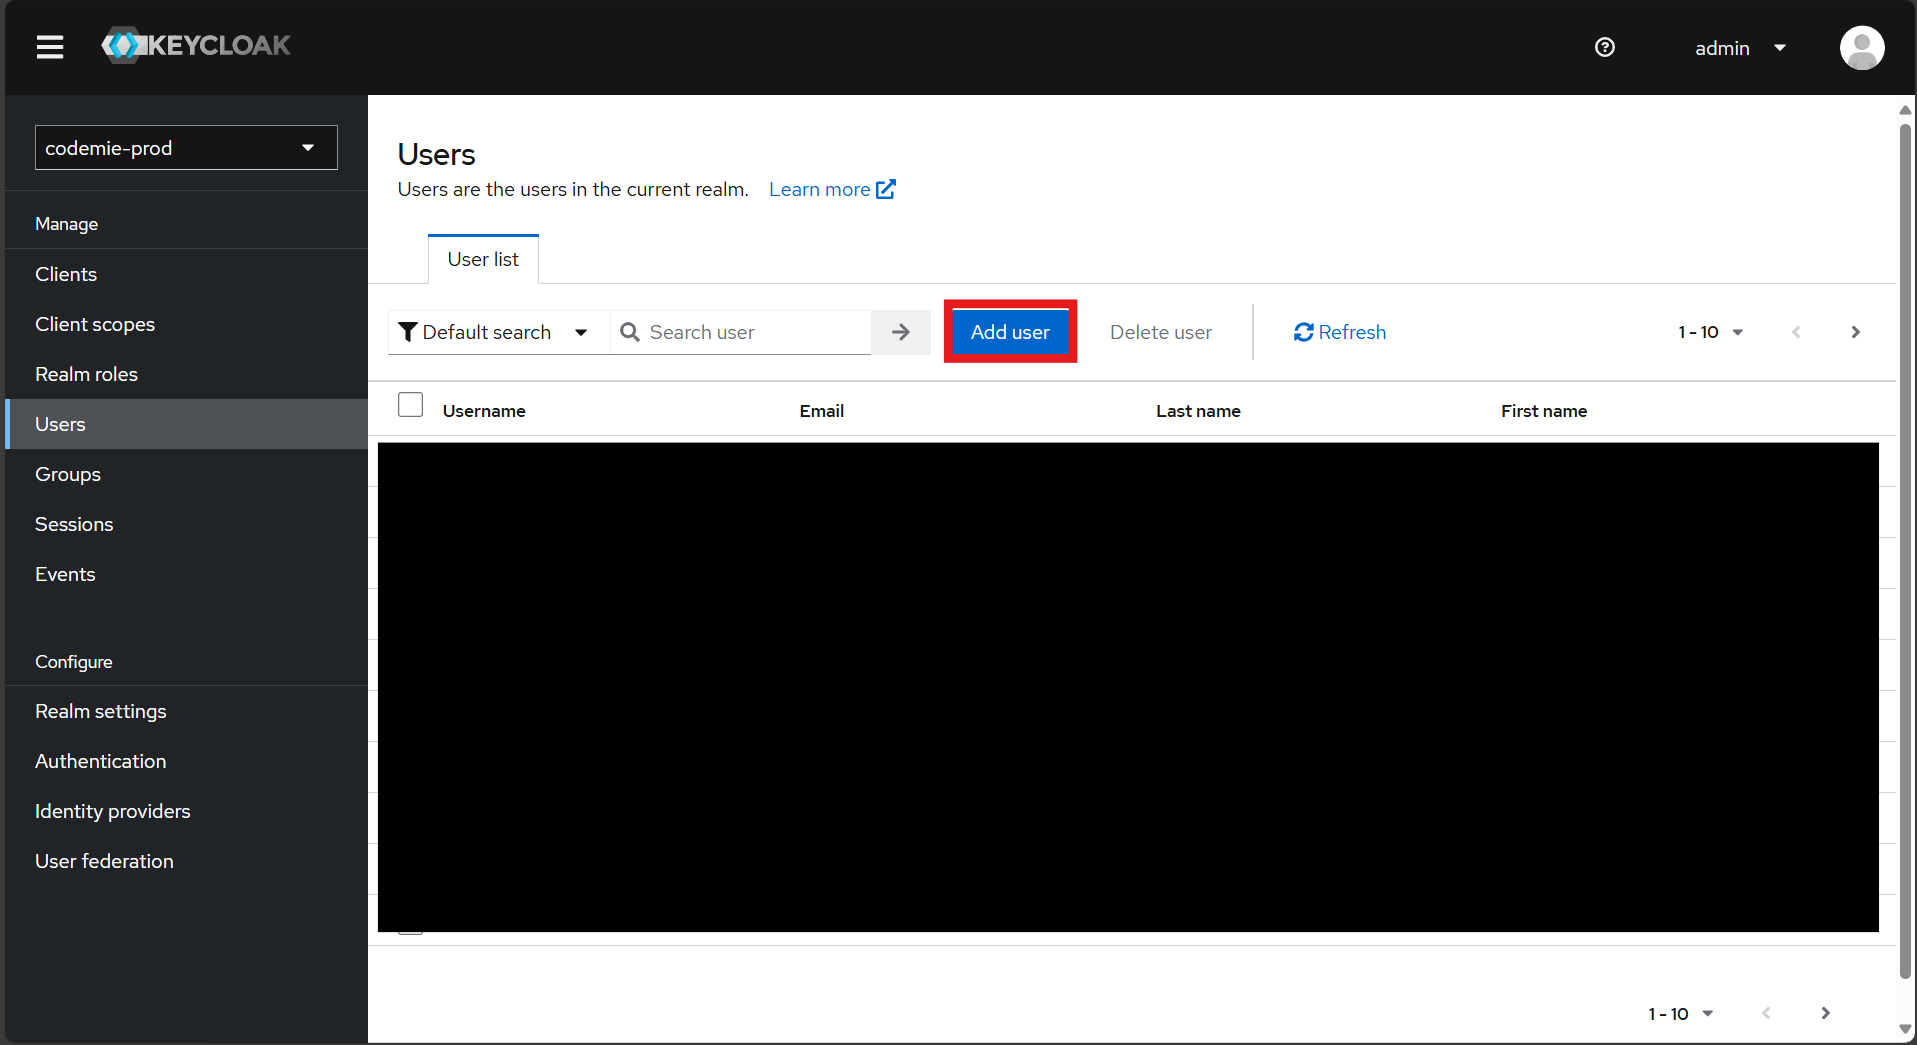 KEYCLOAK
admin
codemie-prod
Manage
Clients
Client scopes
Realm roles
Users
Groups
Sessions
Events
Configure
Realm settings
Authentication
Identity providers
User federation
Users
Users are the users in the current realm. Learn more
User list
Default search Search user Add user Delete user Refresh 1 - 10
Username Email Last name First name
1 - 10